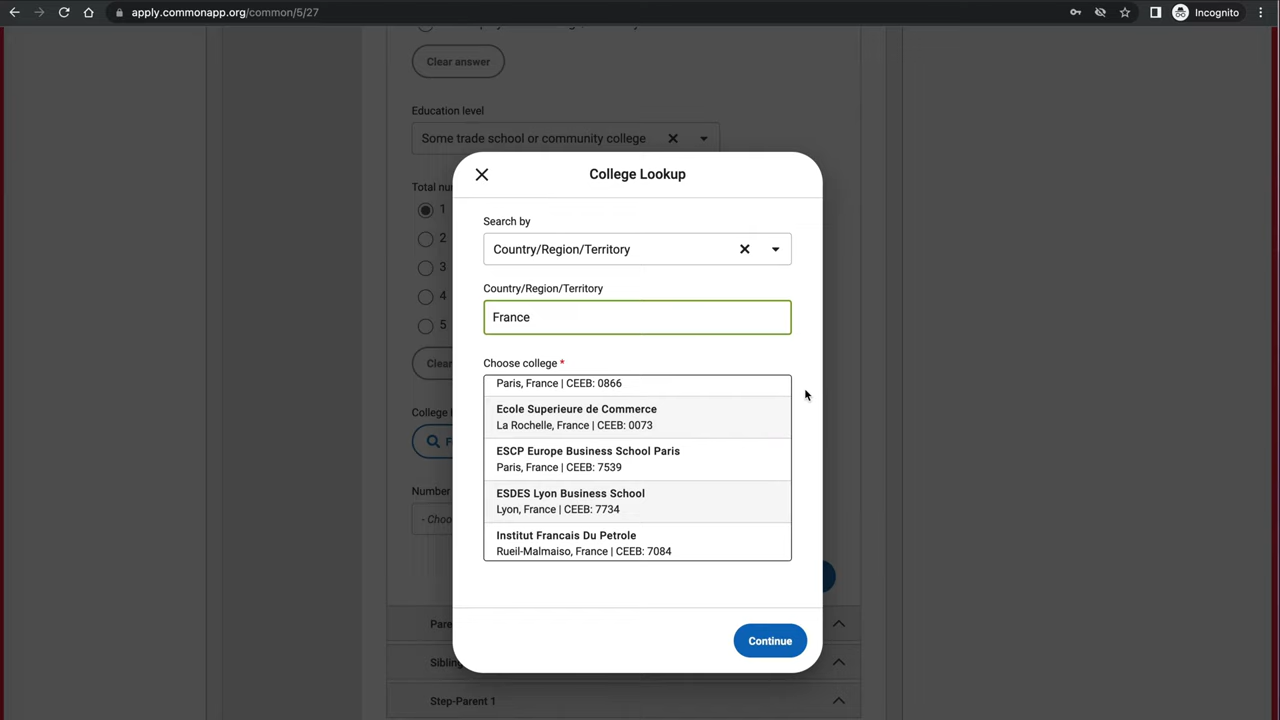 apply.commonapp.org/common/5/27
Incognito
Clear answer
Education level
Some trade school or community college
Total nu
1
2
3
4
5
Clea
College
F
Number
- Choo
Pare
Sibling
Step-Parent 1
College Lookup
Search by
Country/Region/Territory
Country/Region/Territory
France
Choose college *
Paris, France | CEEB: 0866
Ecole Superieure de Commerce
La Rochelle, France | CEEB: 0073
ESCP Europe Business School Paris
Paris, France | CEEB: 7539
ESDES Lyon Business School
Lyon, France | CEEB: 7734
Institut Francais Du Petrole
Rueil-Malmaiso, France | CEEB: 7084
Continue